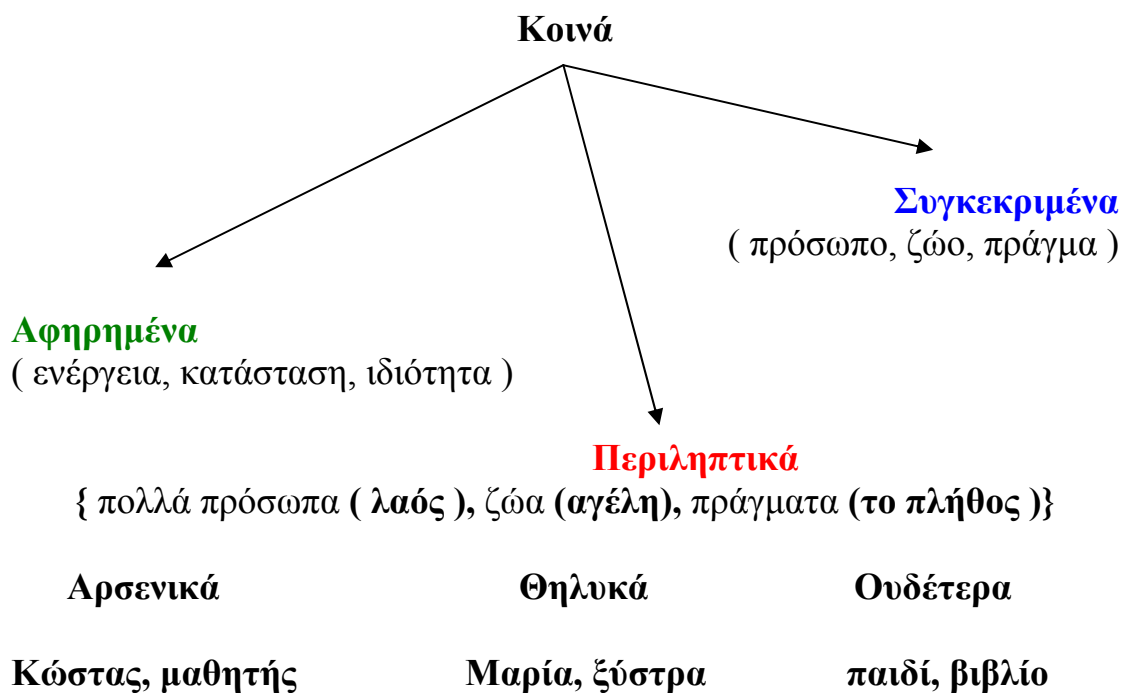 Κοινά
Συγκεκριμένα
( πρόσωπο, ζώο, πράγμα )
Αφηρημένα
( ενέργεια, κατάσταση, ιδιότητα )
Περιληπτικά
{ πολλά πρόσωπα ( λαός ), ζώα (αγέλη), πράγματα (το πλήθος )}
Αρσενικά Θηλυκά Ουδέτερα
Κώστας, μαθητής Μαρία, ξύστρα παιδί, βιβλίο